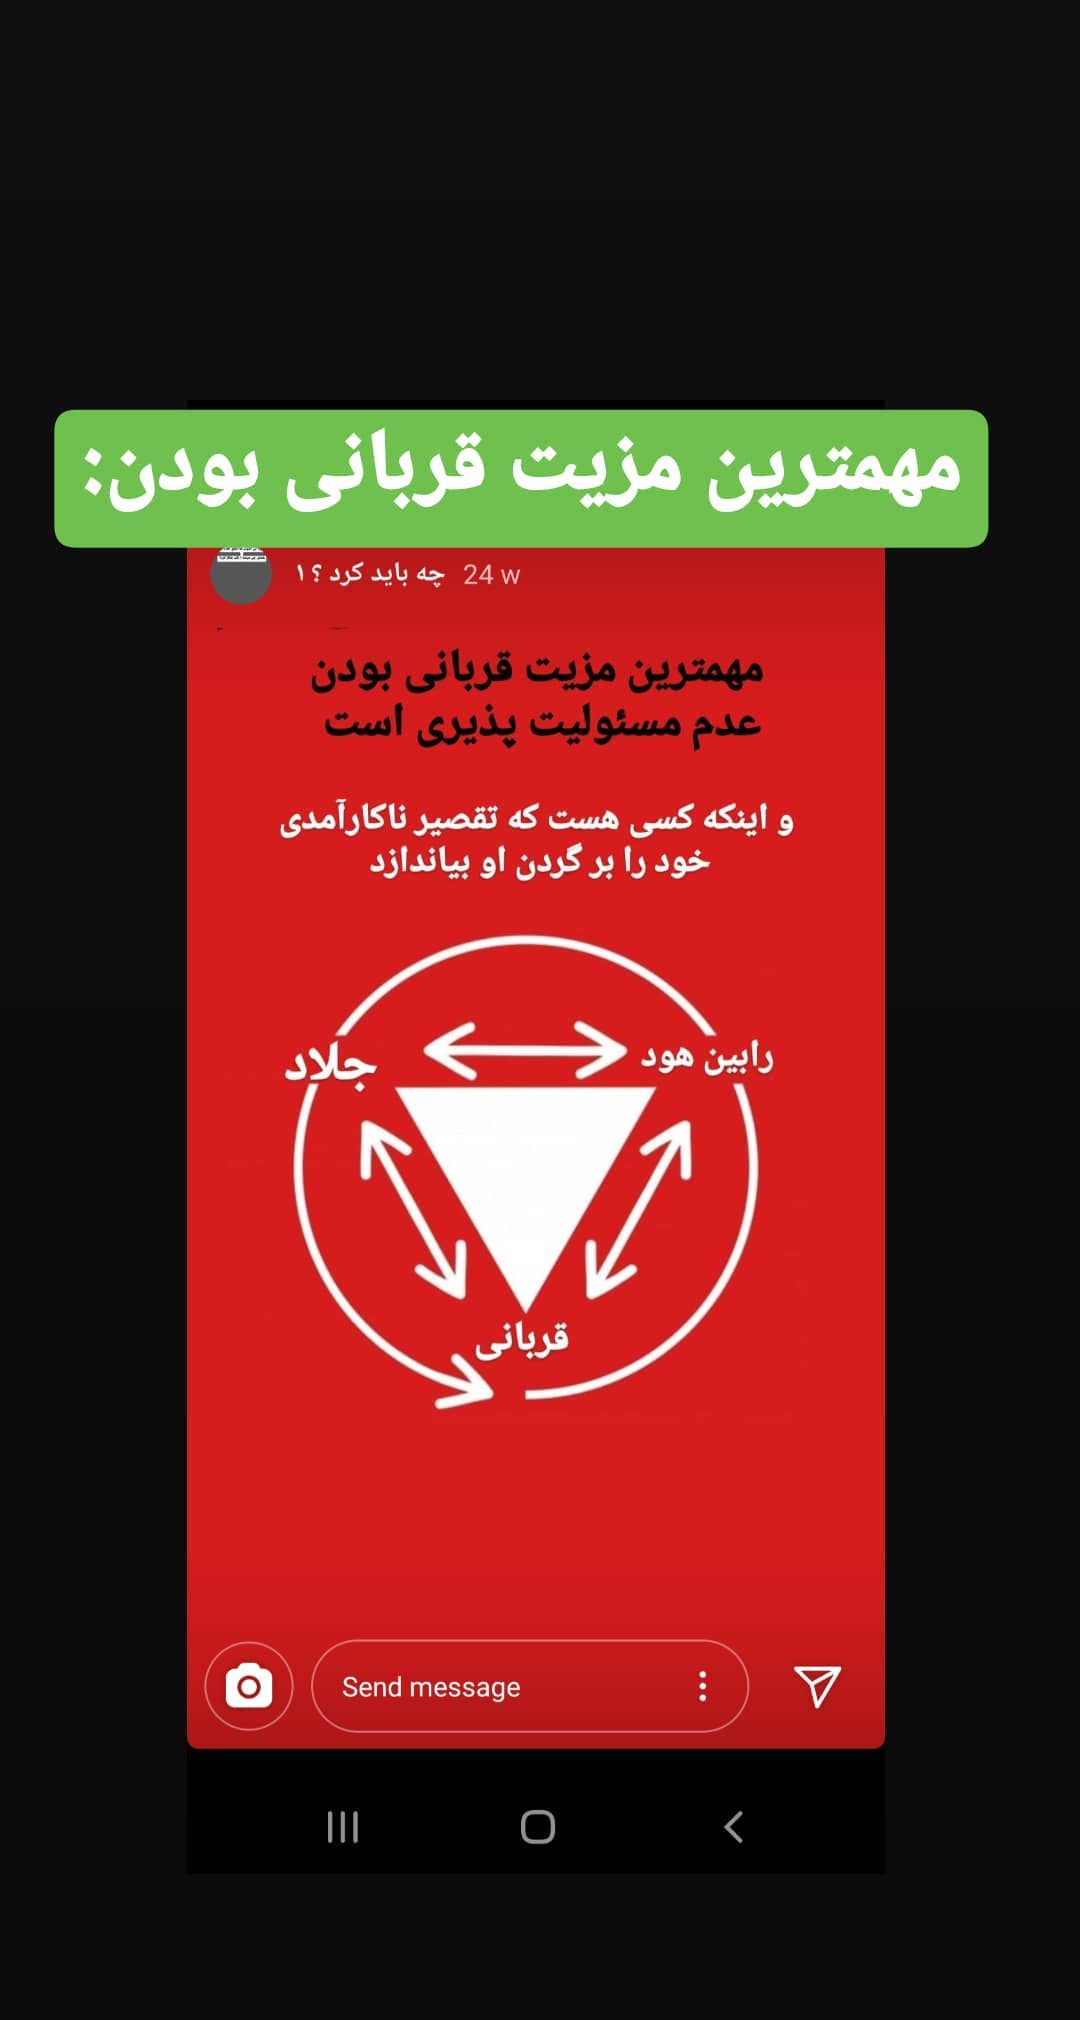 مهمترین مزیت قربانی بودن:
چه باید کرد ؟ ۱ 24 w
مهمترین مزیت قربانی بودن
عدم مسئولیت پذیری است
و اینکه کسی هست که تقصیر ناکارآمدی
خود را بر گردن او بیاندازد
رابین هود
جلاد
قربانی
Send message